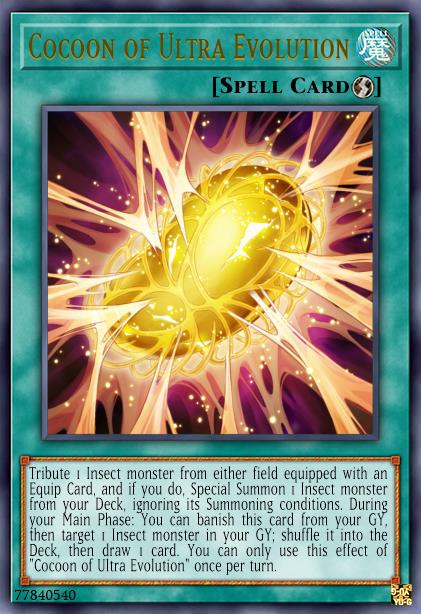 Cocoon of Ultra Evolution
SPELL
魔
[Spell Card]
Tribute 1 Insect monster from either field equipped with an
Equip Card, and if you do, Special Summon 1 Insect monster
from your Deck, ignoring its Summoning conditions. During
your Main Phase: You can banish this card from your GY,
then target 1 Insect monster in your GY; shuffle it into the
Deck, then draw 1 card. You can only use this effect of
"Cocoon of Ultra Evolution" once per turn.
77840540